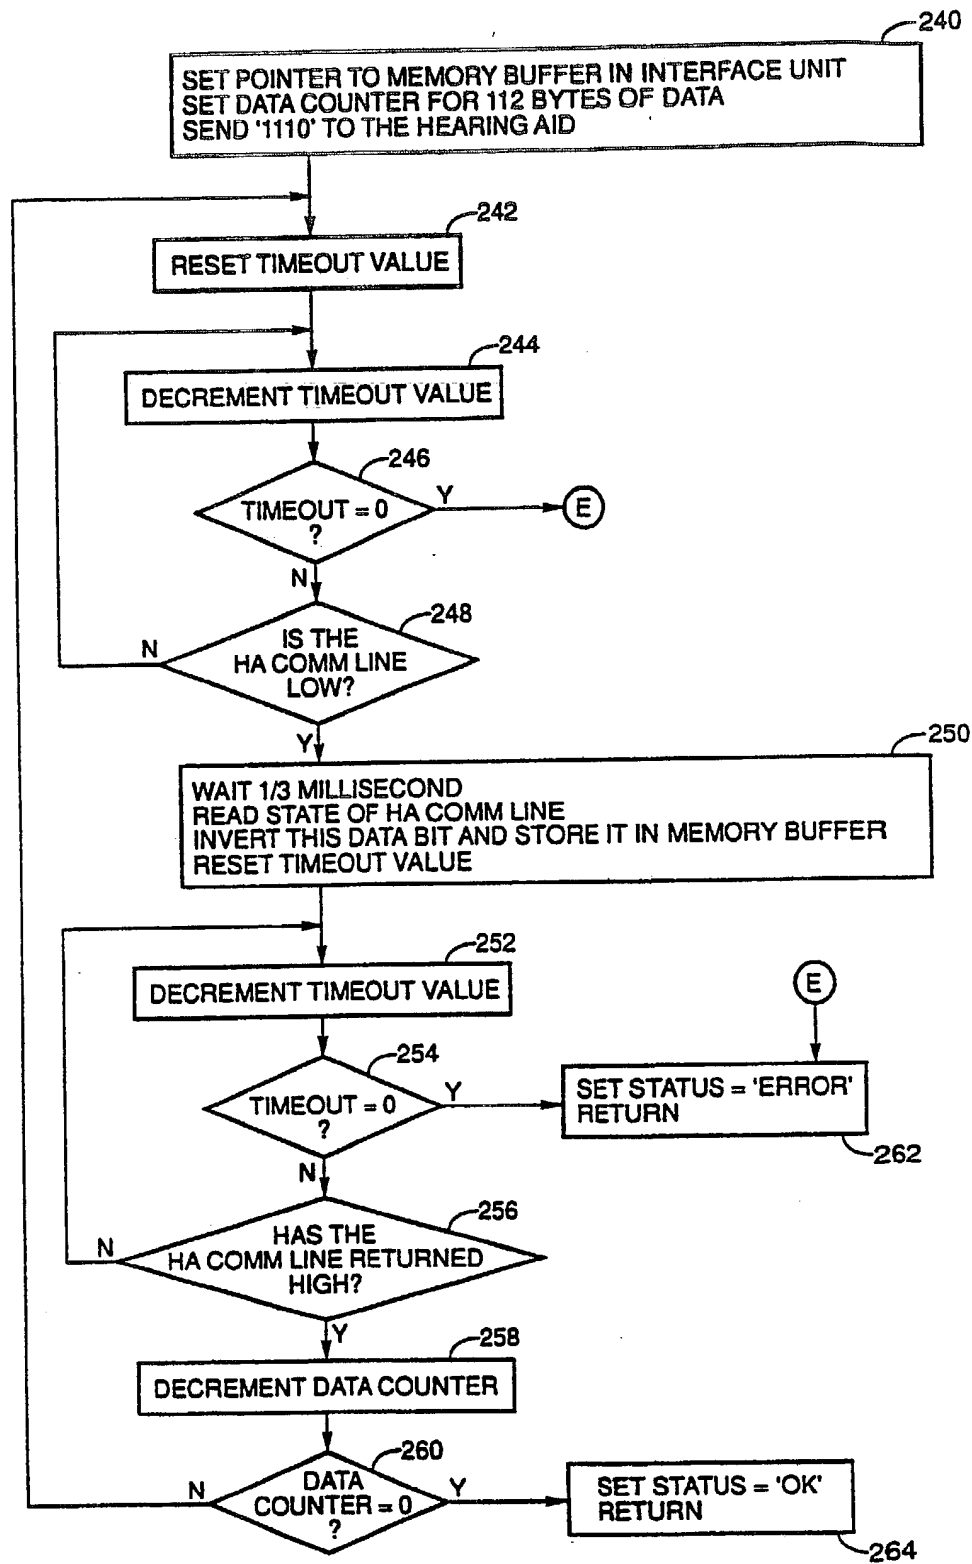 240
SET POINTER TO MEMORY BUFFER IN INTERFACE UNIT
SET DATA COUNTER FOR 112 BYTES OF DATA
SEND '1110' TO THE HEARING AID
242
RESET TIMEOUT VALUE
244
DECREMENT TIMEOUT VALUE
246
TIMEOUT = 0
?
Y
E
N
248
IS THE
HA COMM LINE
LOW?
N
Y
250
WAIT 1/3 MILLISECOND
READ STATE OF HA COMM LINE
INVERT THIS DATA BIT AND STORE IT IN MEMORY BUFFER
RESET TIMEOUT VALUE
252
DECREMENT TIMEOUT VALUE
E
254
TIMEOUT = 0
?
Y
SET STATUS = 'ERROR'
RETURN
262
N
256
HAS THE
HA COMM LINE RETURNED
HIGH?
N
Y
258
DECREMENT DATA COUNTER
260
DATA
COUNTER = 0
?
N
Y
SET STATUS = 'OK'
RETURN
264